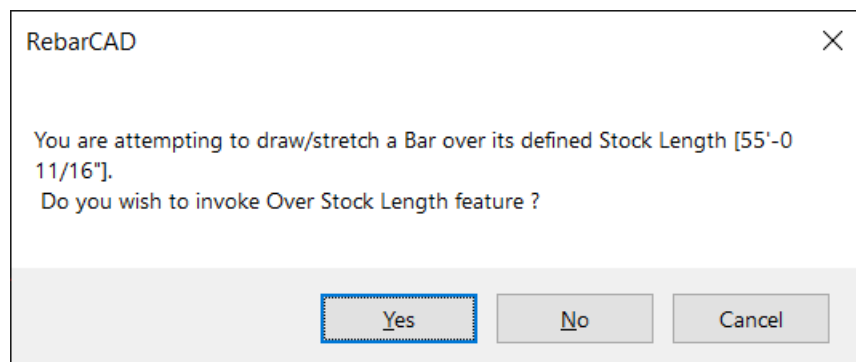 RebarCAD
You are attempting to draw/stretch a Bar over its defined Stock Length [55'-0
11/16"].
Do you wish to invoke Over Stock Length feature ?
Yes
No
Cancel